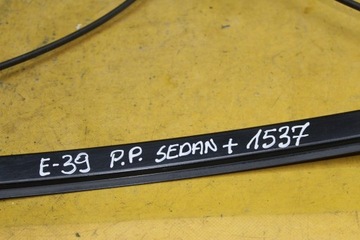 E-39 P.P. SEDAN + 1537